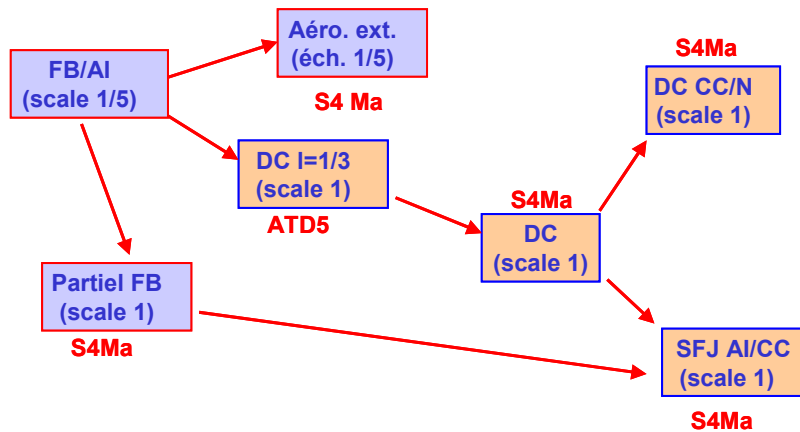 Aéro. ext.
(éch. 1/5)
S4 Ma
FB/AI
(scale 1/5)
S4Ma
DC CC/N
(scale 1)
DC l=1/3
(scale 1)
ATD5
S4Ma
DC
(scale 1)
Partiel FB
(scale 1)
S4Ma
SFJ AI/CC
(scale 1)
S4Ma